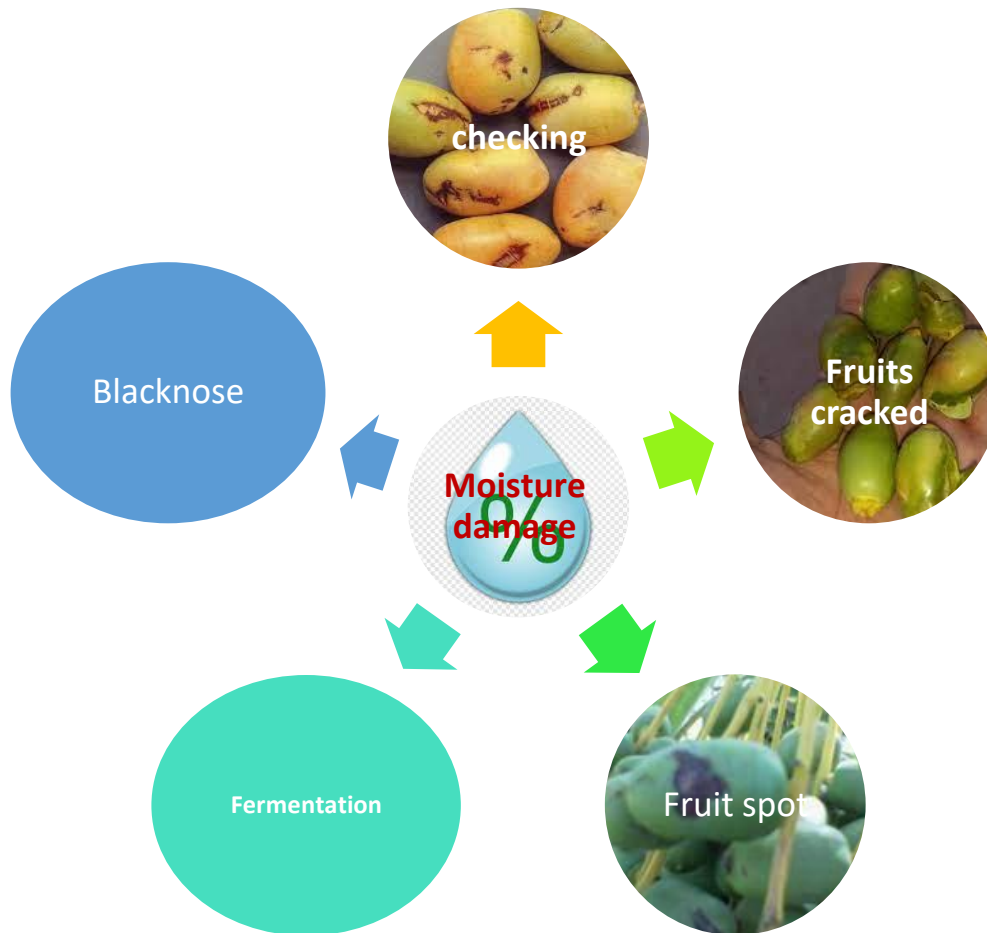 checking
Blacknose
Fruits
cracked
Moisture
damage
%
Fermentation
Fruit spot